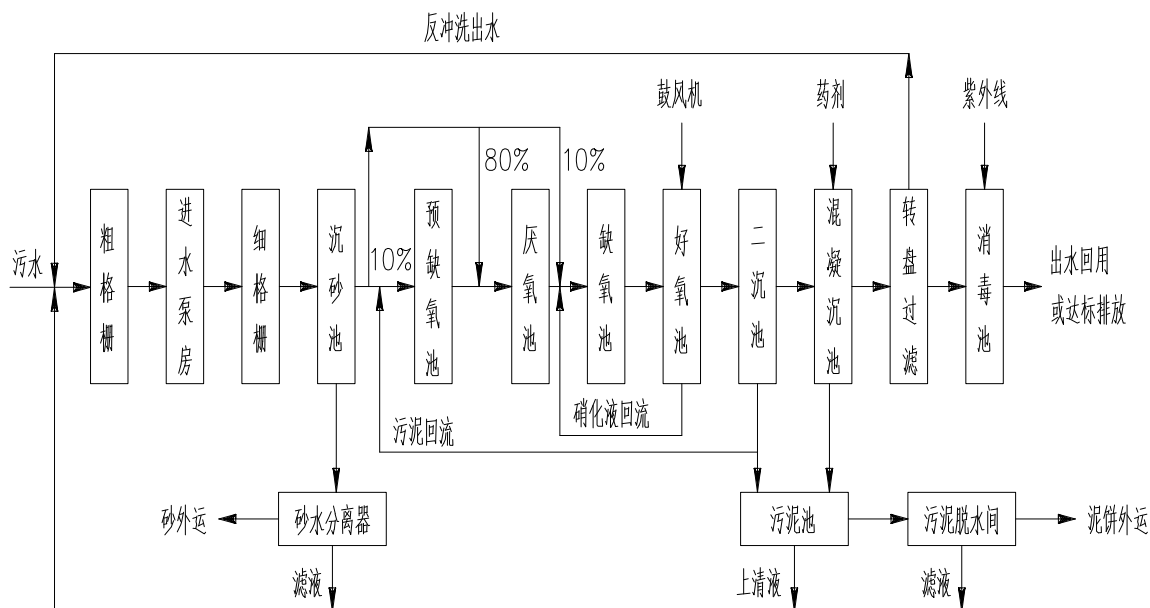 反冲洗出水
鼓风机
药剂
紫外线
80%
10%
污水
粗格栅
进水泵房
细格栅
沉砂池
10%
预缺氧池
厌氧池
缺氧池
好氧池
二沉池
混凝沉池
转盘过滤
消毒池
出水回用
或达标排放
硝化液回流
污泥回流
砂外运
砂水分离器
污泥池
污泥脱水间
泥饼外运
滤液
上清液
滤液